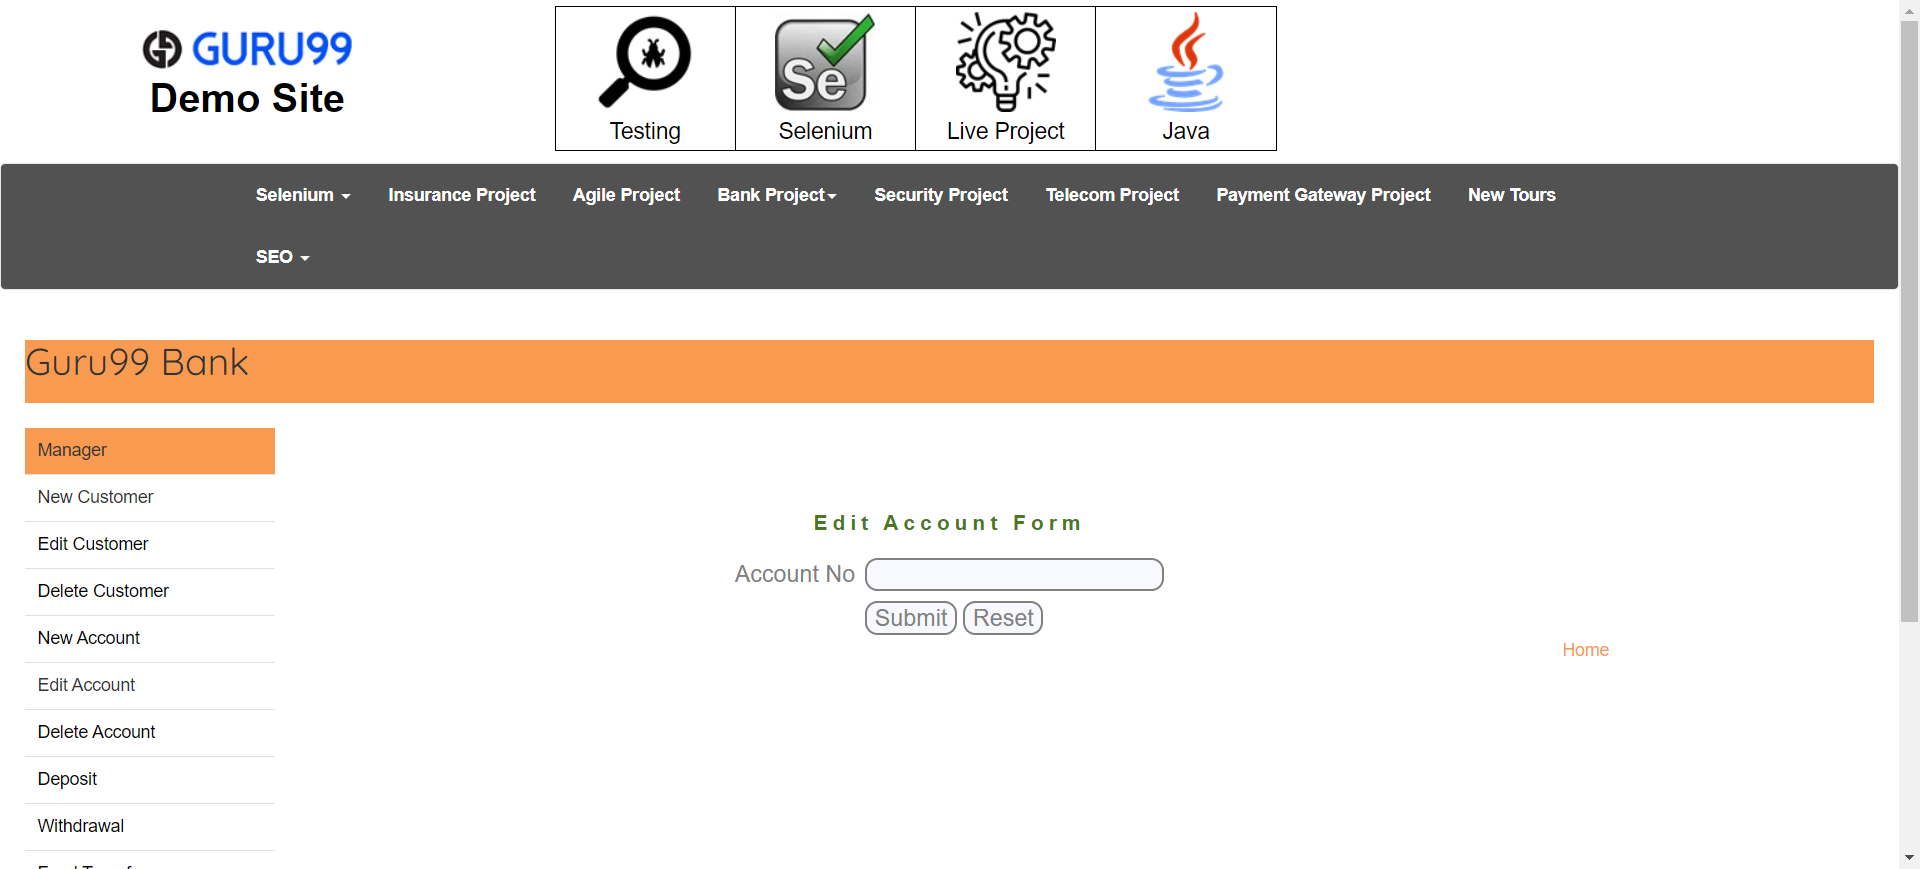 GURU99
Demo Site
Testing
Se
Selenium
Live Project
Java
Selenium
Insurance Project
Agile Project
Bank Project
Security Project
Telecom Project
Payment Gateway Project
New Tours
SEO
Guru99 Bank
Manager
New Customer
Edit Customer
Delete Customer
New Account
Edit Account
Delete Account
Deposit
Withdrawal
Edit Account Form
Account No
Submit Reset
Home